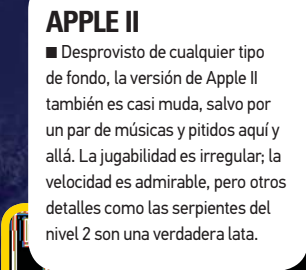 APPLE II
■ Desprovisto de cualquier tipo
de fondo, la versión de Apple II
también es casi muda, salvo por
un par de músicas y pitidos aquí y
allá. La jugabilidad es irregular; la
velocidad es admirable, pero otros
detalles como las serpientes del
nivel 2 son una verdadera lata.